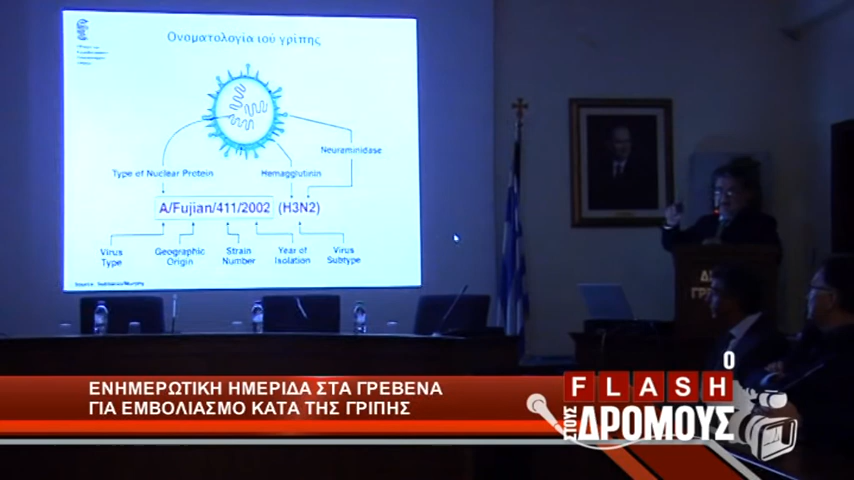 Ονοματολογία ιού γρίπης
Neuraminidase
Type of Nuclear Protein
Hemagglutinin
A/Fujian/411/2002 (H3N2)
Virus Type
Geographic Origin
Strain Number
Year of Isolation
Virus Subtype
ΕΝΗΜΕΡΩΤΙΚΗ ΗΜΕΡΙΔΑ ΣΤΑ ΓΡΕΒΕΝΑ
ΓΙΑ ΕΜΒΟΛΙΑΣΜΟ ΚΑΤΑ ΤΗΣ ΓΡΙΠΗΣ
Ο
FLASH
ΣΤΟΥΣ ΔΡΟΜΟΥΣ